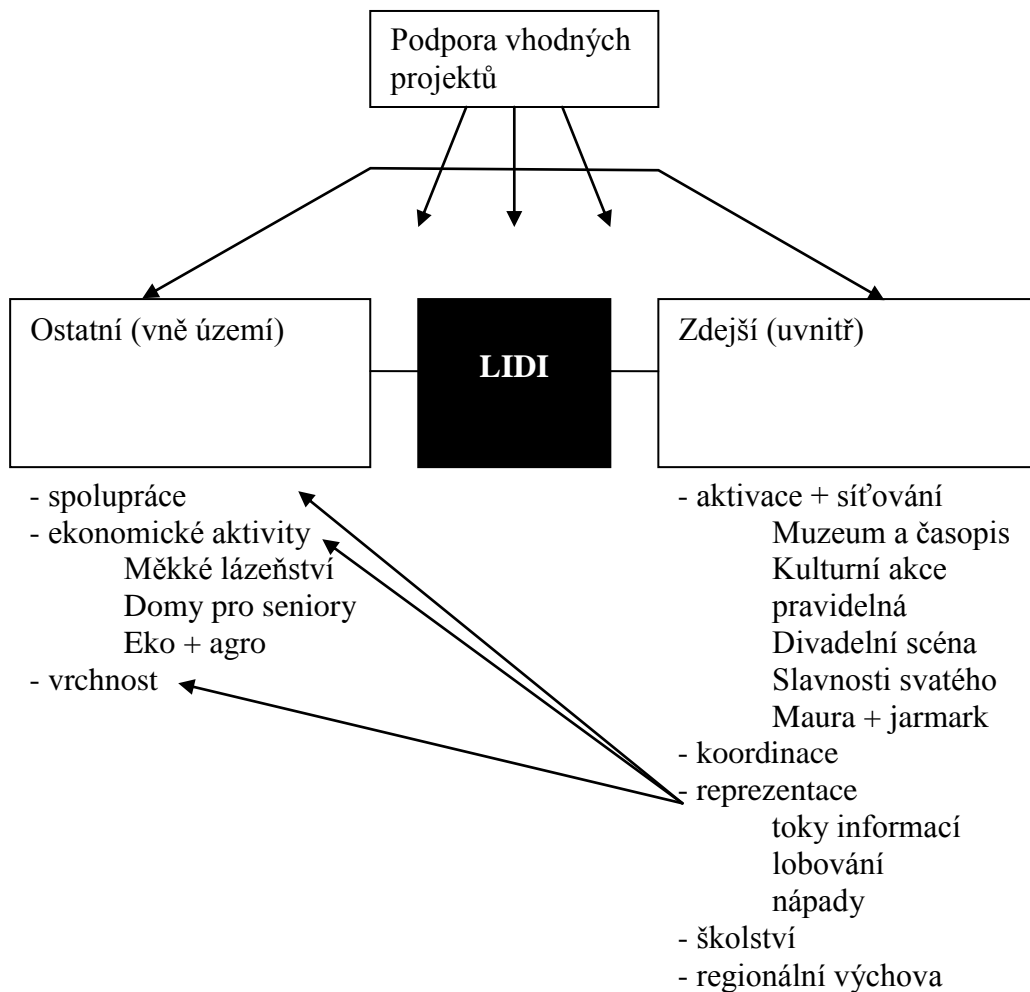 Podpora vhodných
projektů
Ostatní (vně území)
LIDI
Zdejší (uvnitř)
- spolupráce
- ekonomické aktivity
Měkké lázeňství
Domy pro seniory
Eko + agro
- vrchnost
- aktivace + síťování
Muzeum a časopis
Kulturní akce
pravidelná
Divadelní scéna
Slavnosti svatého
Maura + jarmark
- koordinace
- reprezentace
toky informací
lobování
nápady
- školství
- regionální výchova